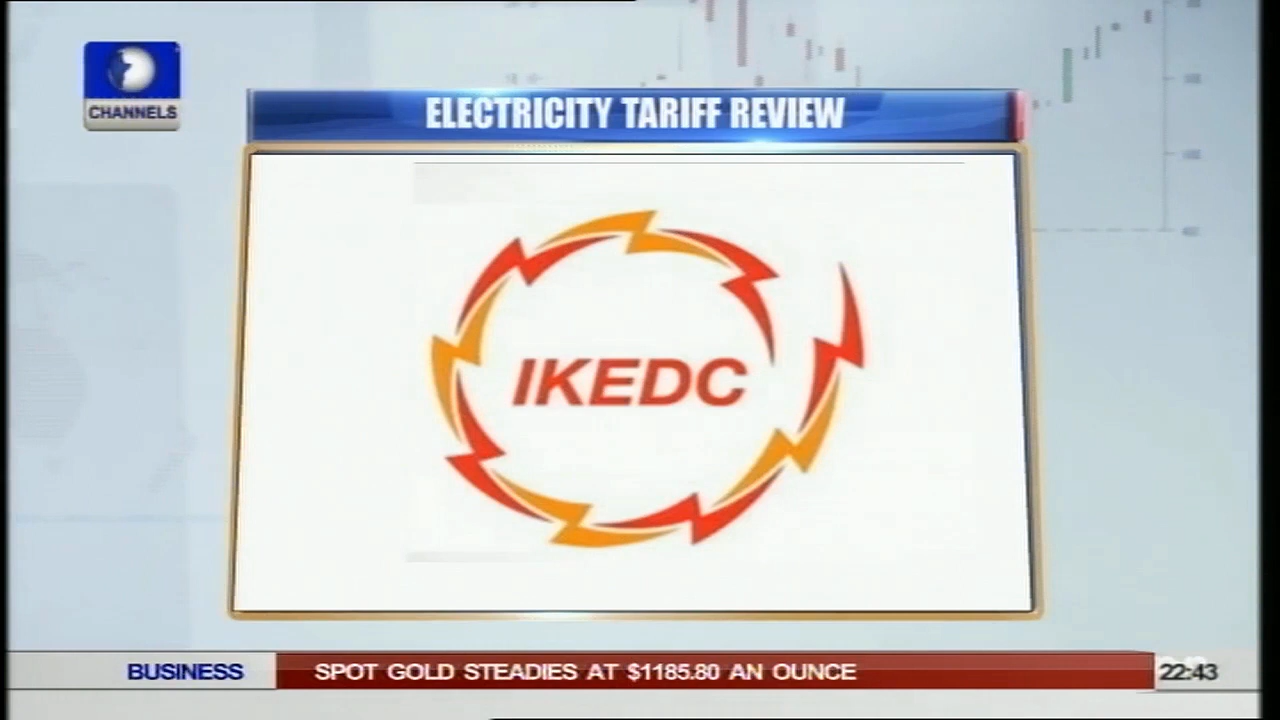 CHANNELS
ELECTRICITY TARIFF REVIEW
IKEDC
BUSINESS
SPOT GOLD STEADIES AT $1185.80 AN OUNCE
22:43